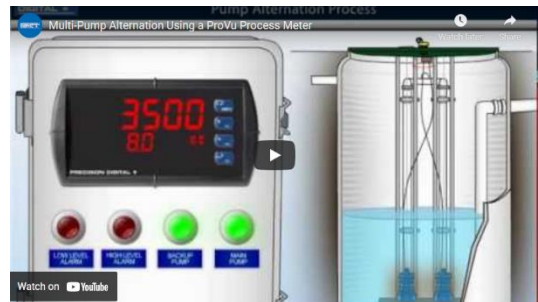 DIGITAL
Pump Alternation Process
Multi-Pump Alternation Using a ProVu Process Meter
Watch later
Share
3500
8.0
PRECISION DIGITAL
LOW LEVEL
ALARM
HIGH LEVEL
ALARM
BACKUP
PUMP
MAIN
PUMP
Watch on YouTube